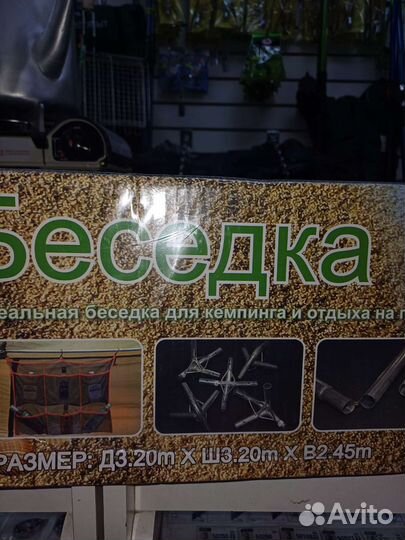 Беседка
еальная беседка для кемпинга и отдыха на п
РАЗМЕР: Д3.20m X Ш3.20m X В2.45m
Avito